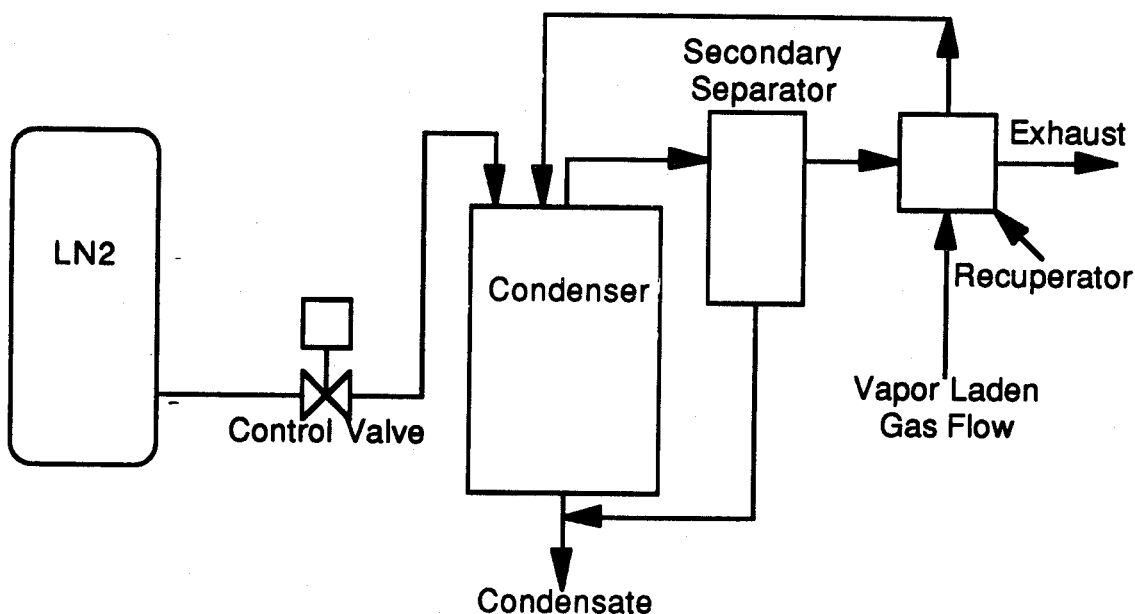 Secondary
Separator
Exhaust
LN2
Condenser
Recuperator
Control Valve
Vapor Laden
Gas Flow
Condensate